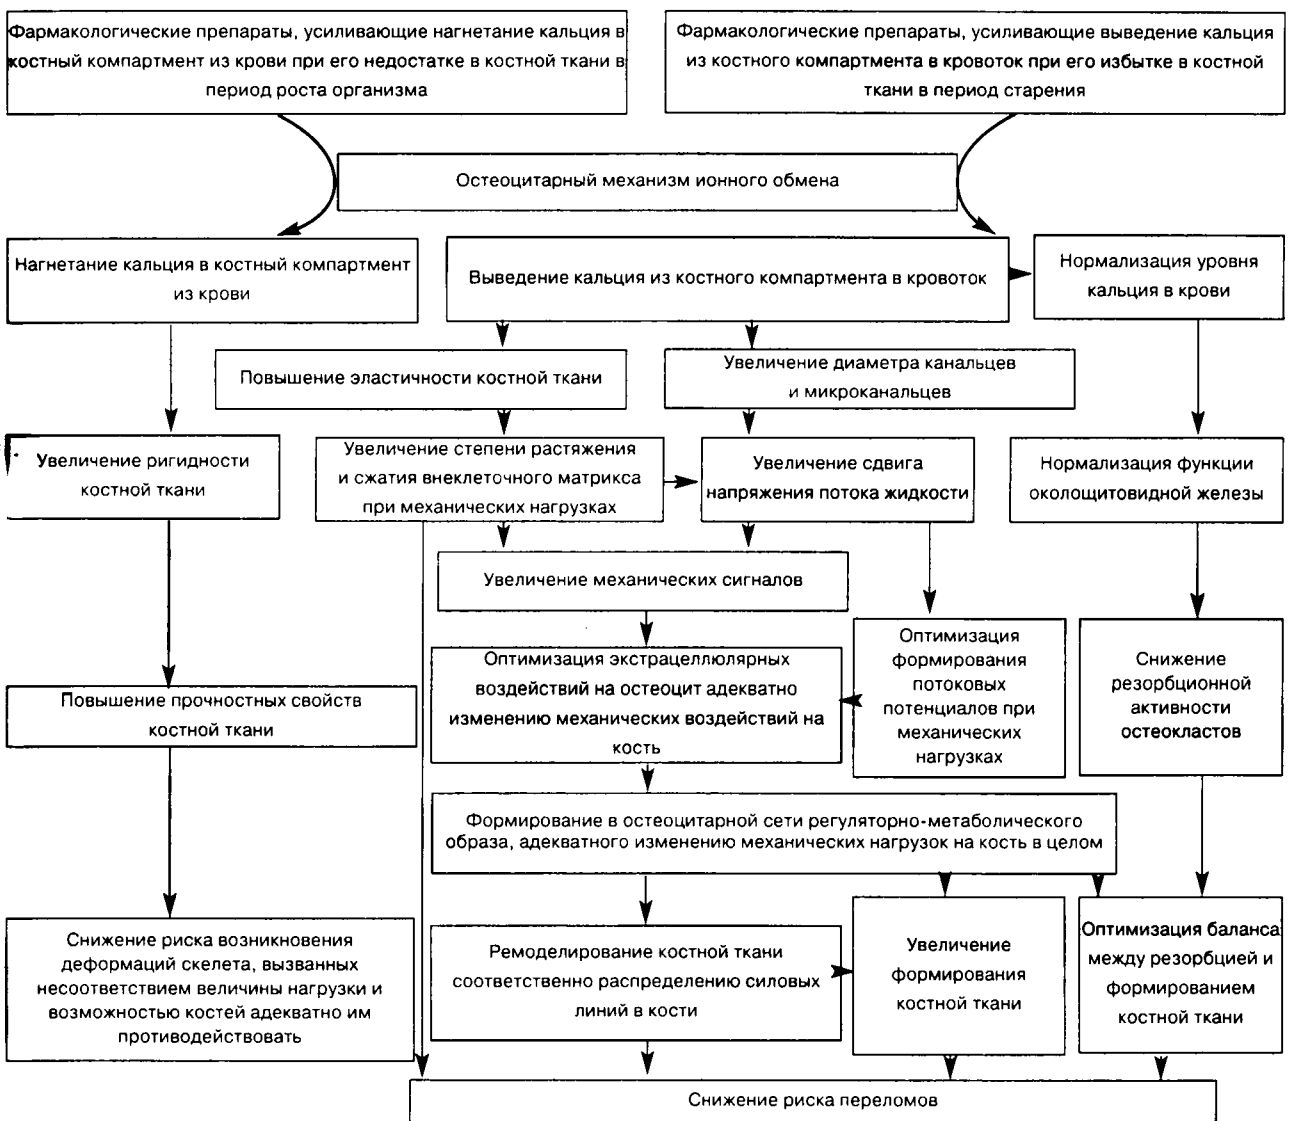 Фармакологические препараты, усиливающие нагнетание кальция в
костный компартмент из крови при его недостатке в костной ткани в
период роста организма
Фармакологические препараты, усиливающие выведение кальция
из костного компартмента в кровоток при его избытке в костной
ткани в период старения
Остеоцитарный механизм ионного обмена
Нагнетание кальция в костный компартмент
из крови
Выведение кальция из костного компартмента в кровоток
Нормализация уровня
кальция в крови
Повышение эластичности костной ткани
Увеличение диаметра канальцев
и микроканальцев
Увеличение ригидности
костной ткани
Увеличение степени растяжения
и сжатия внеклеточного матрикса
при механических нагрузках
Увеличение сдвига
напряжения потока жидкости
Нормализация функции
околощитовидной железы
Увеличение механических сигналов
Оптимизация экстрацеллюлярных
воздействий на остеоцит адекватно
изменению механических воздействий на
кость
Оптимизация
формирования
потоковых
потенциалов при
механических
нагрузках
Снижение
резорбционной
активности
остеокластов
Повышение прочностных свойств
костной ткани
Формирование в остеоцитарной сети регуляторно-метаболического
образа, адекватного изменению механических нагрузок на кость в целом
Снижение риска возникновения
деформаций скелета, вызванных
несоответствием величины нагрузки и
возможностью костей адекватно им
противодействовать
Ремоделирование костной ткани
соответственно распределению силовых
линий в кости
Увеличение
формирования
костной ткани
Оптимизация баланса
между резорбцией и
формированием
костной ткани
Снижение риска переломов